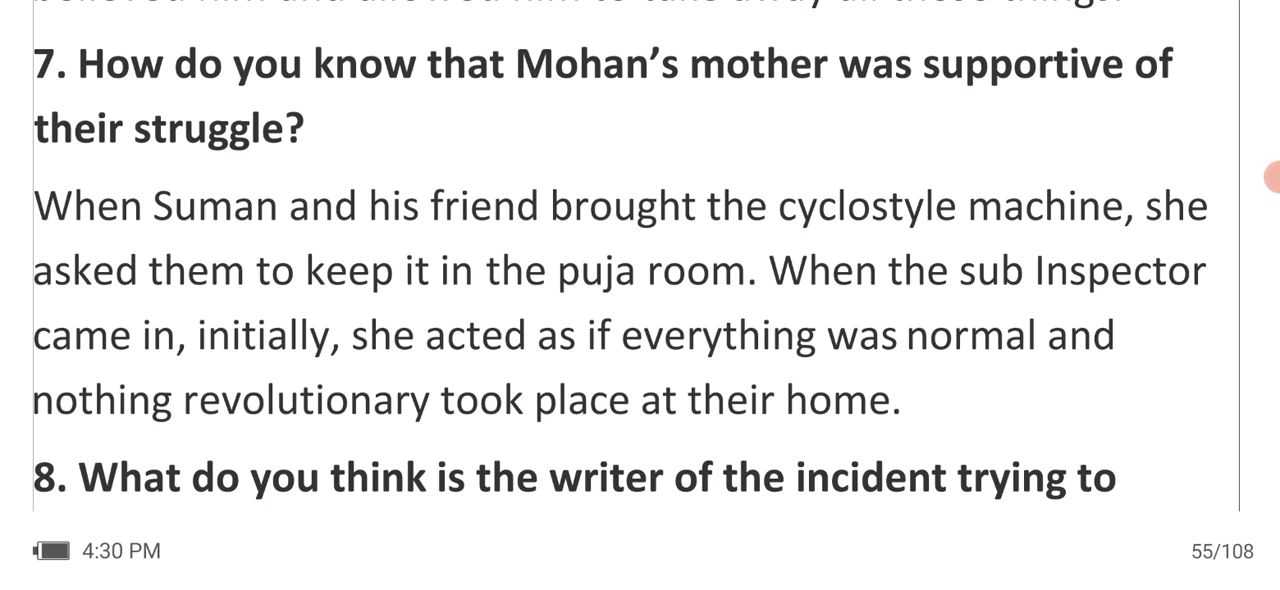 7. How do you know that Mohan’s mother was supportive of
their struggle?
When Suman and his friend brought the cyclostyle machine, she
asked them to keep it in the puja room. When the sub Inspector
came in, initially, she acted as if everything was normal and
nothing revolutionary took place at their home.
8. What do you think is the writer of the incident trying to
4:30 PM
55/108